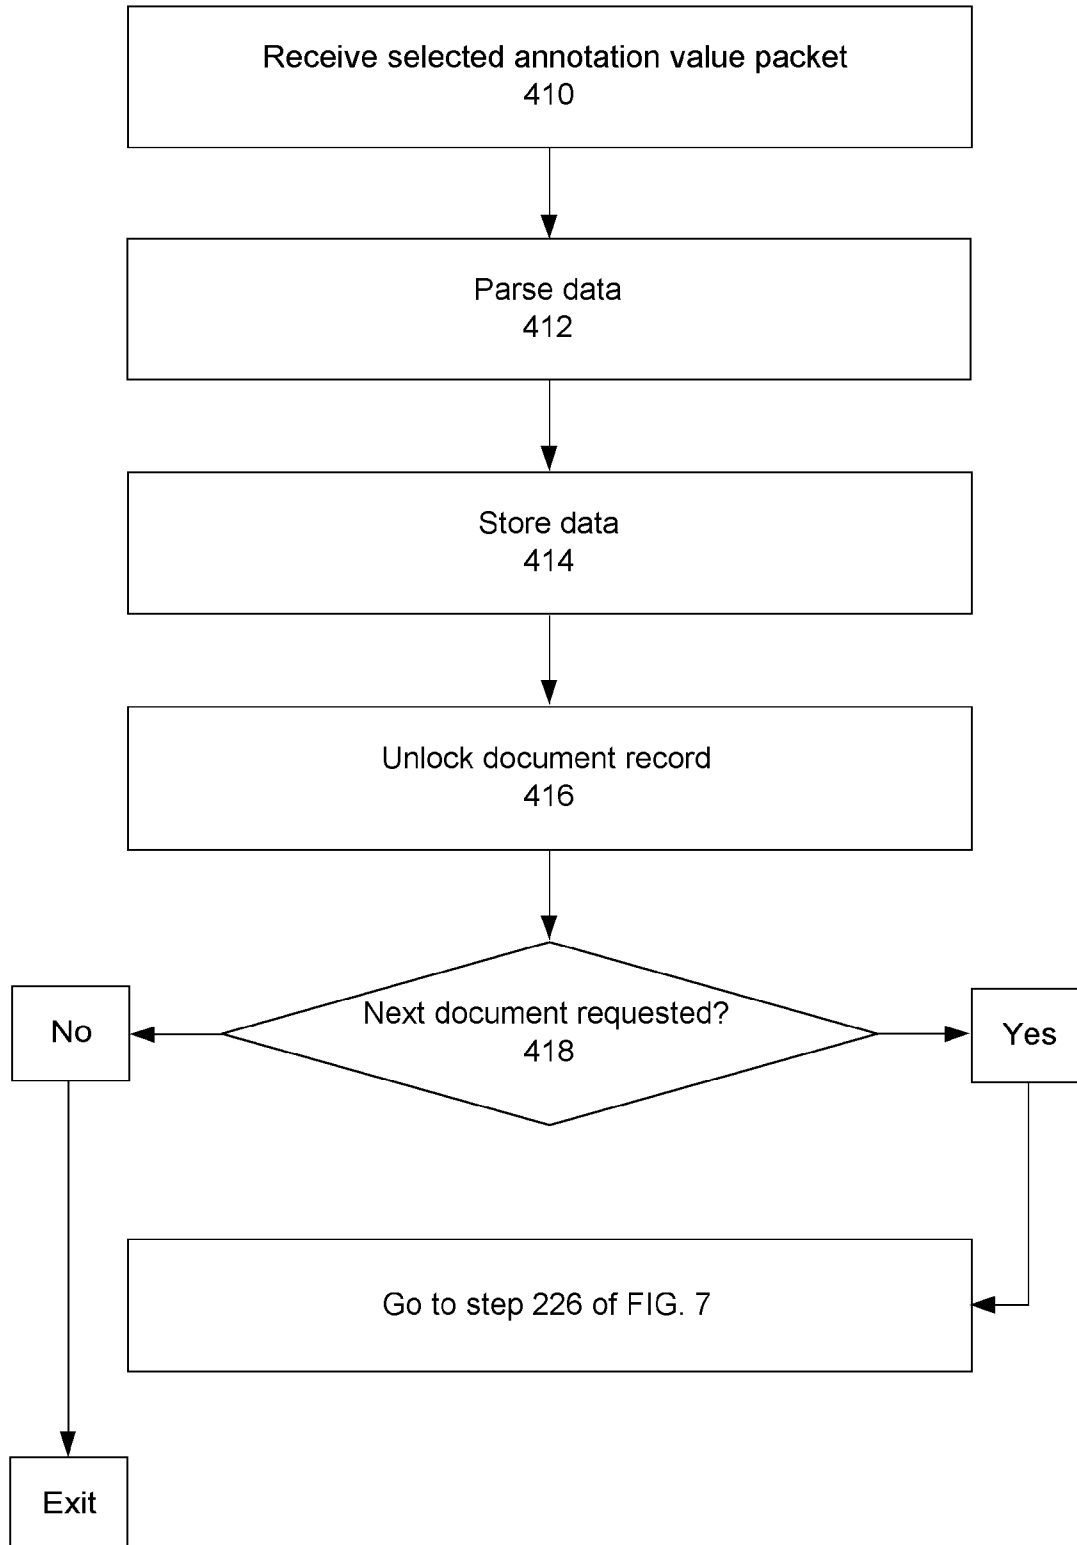 Receive selected annotation value packet
410
Parse data
412
Store data
414
Unlock document record
416
Next document requested?
418
No
Yes
Go to step 226 of FIG. 7
Exit